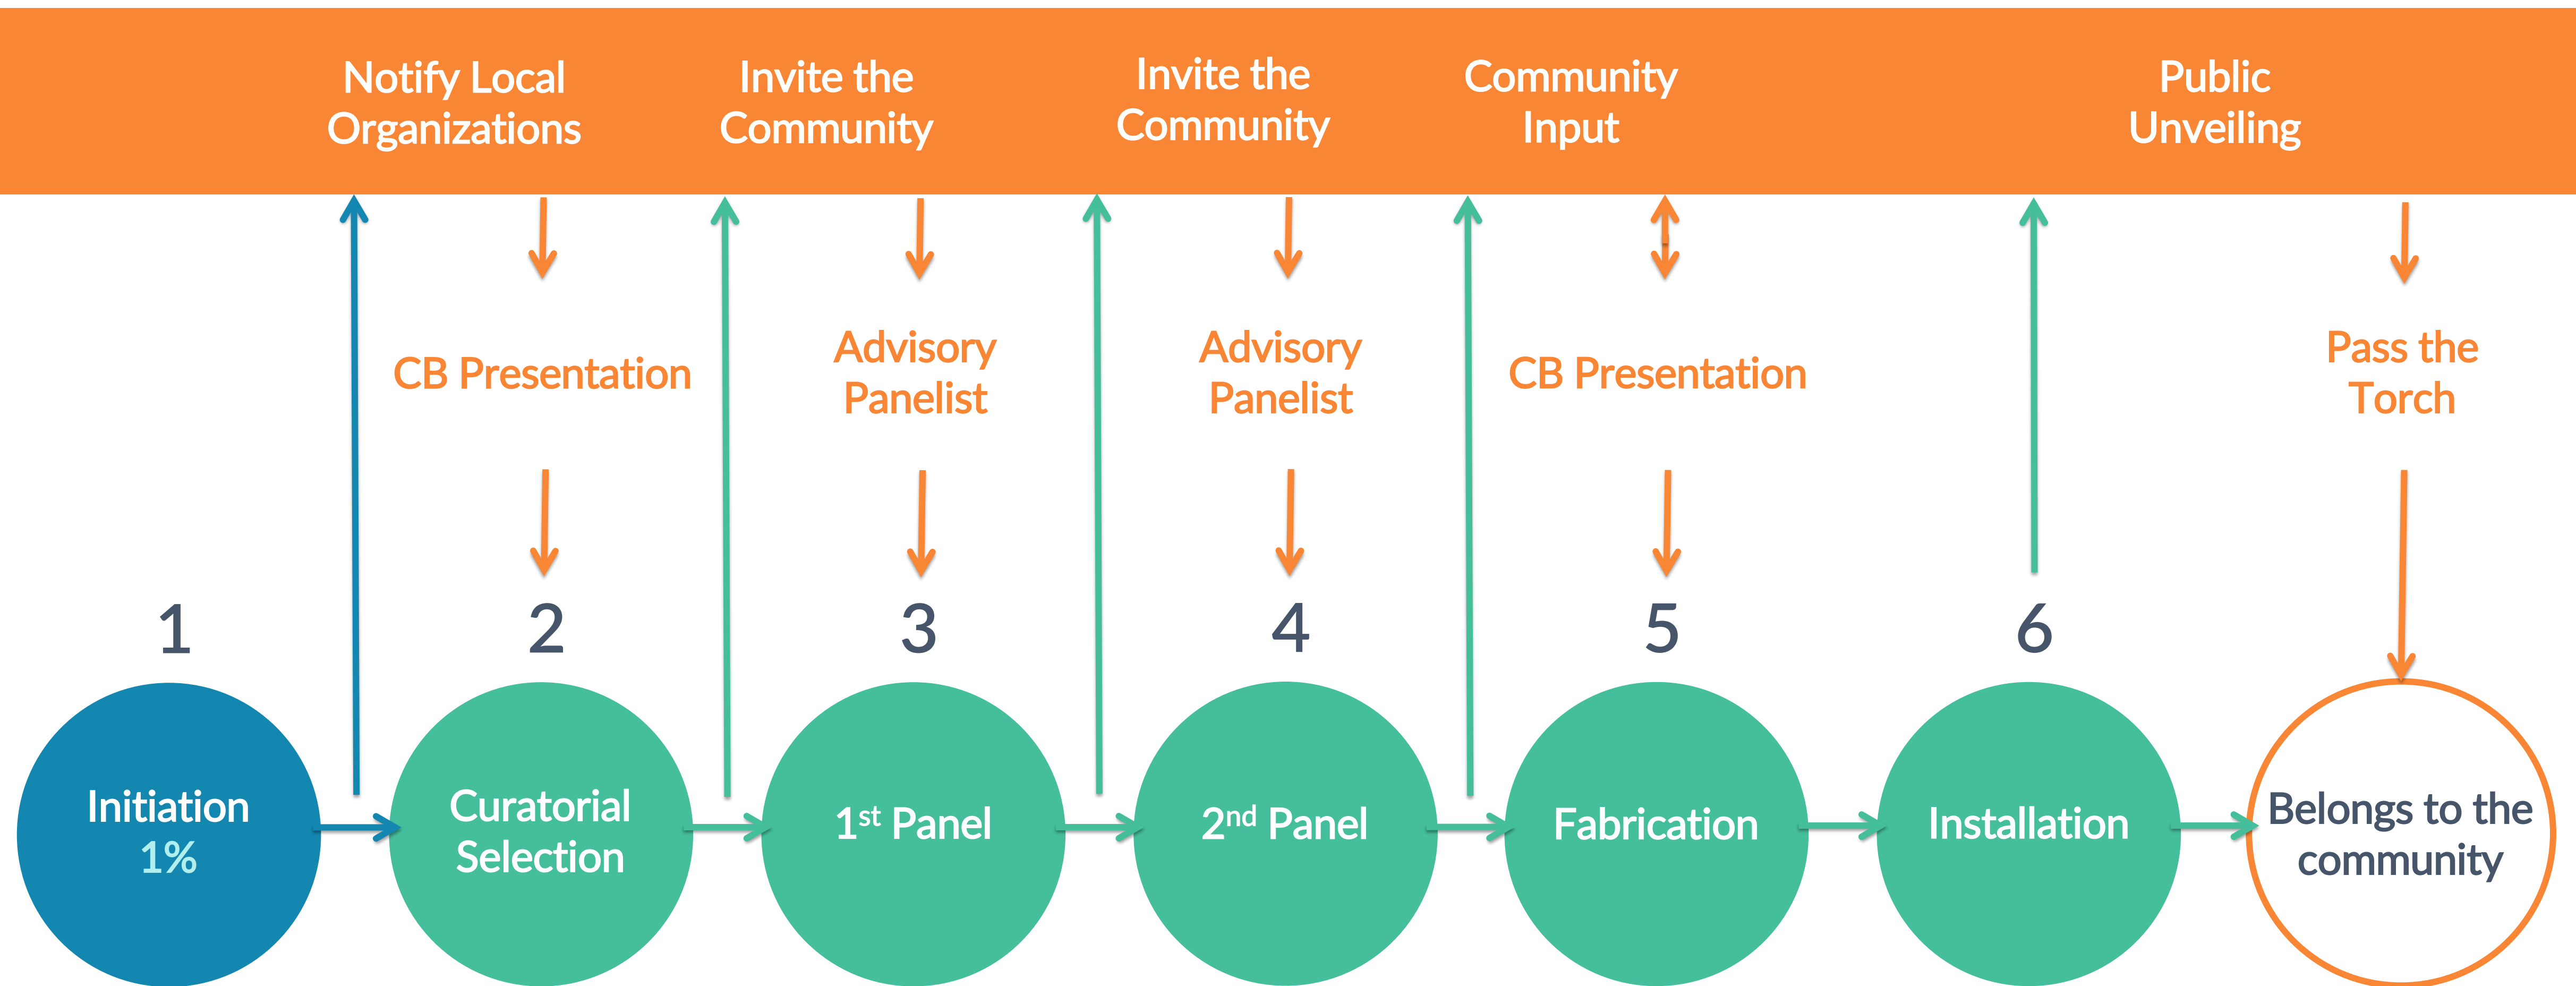 Notify Local
Organizations
Invite the
Community
Invite the
Community
Community
Input
Public
Unveiling
CB Presentation
Advisory
Panelist
Advisory
Panelist
CB Presentation
Pass the
Torch
1
2
3
4
5
6
Initiation
1%
Curatorial
Selection
1st Panel
2nd Panel
Fabrication
Installation
Belongs to the
community